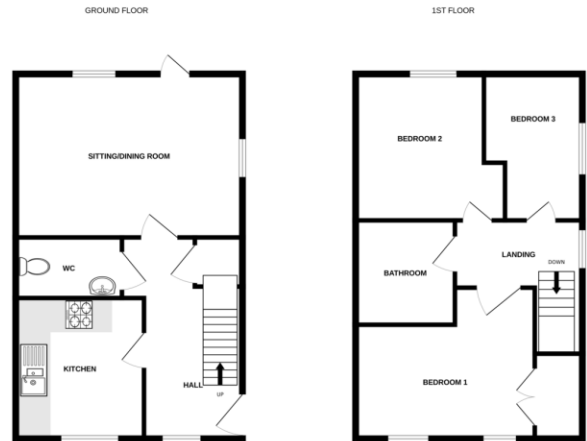 GROUND FLOOR
SITTING/DINING ROOM
WC
KITCHEN
HALL
UP
1ST FLOOR
BEDROOM 2
BEDROOM 3
LANDING
DOWN
BATHROOM
BEDROOM 1